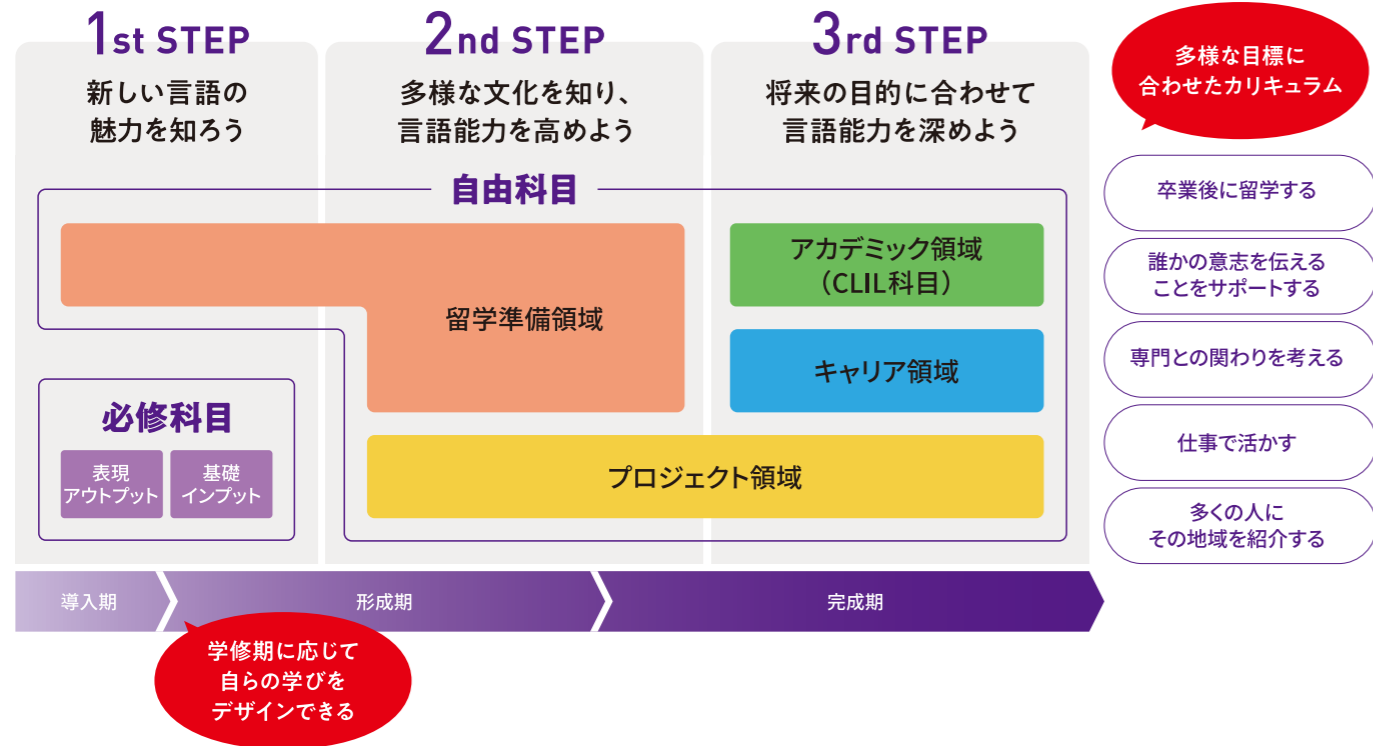 1st STEP
新しい言語の
魅力を知ろう
2nd STEP
多様な文化を知り、
言語能力を高めよう
3rd STEP
将来の目的に合わせて
言語能力を深めよう
多様な目標に
合わせたカリキュラム
自由科目
留学準備領域
アカデミック領域
（CLIL科目）
キャリア領域
プロジェクト領域
必修科目
表現
アウトプット
基礎
インプット
卒業後に留学する
誰かの意志を伝える
ことをサポートする
専門との関わりを考える
仕事で活かす
多くの人に
その地域を紹介する
導入期
形成期
完成期
学修期に応じて
自らの学びを
デザインできる